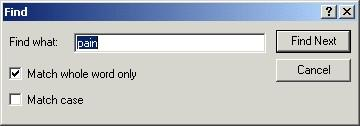 Find
Find what: pain Find Next
Cancel
Match whole word only
Match case